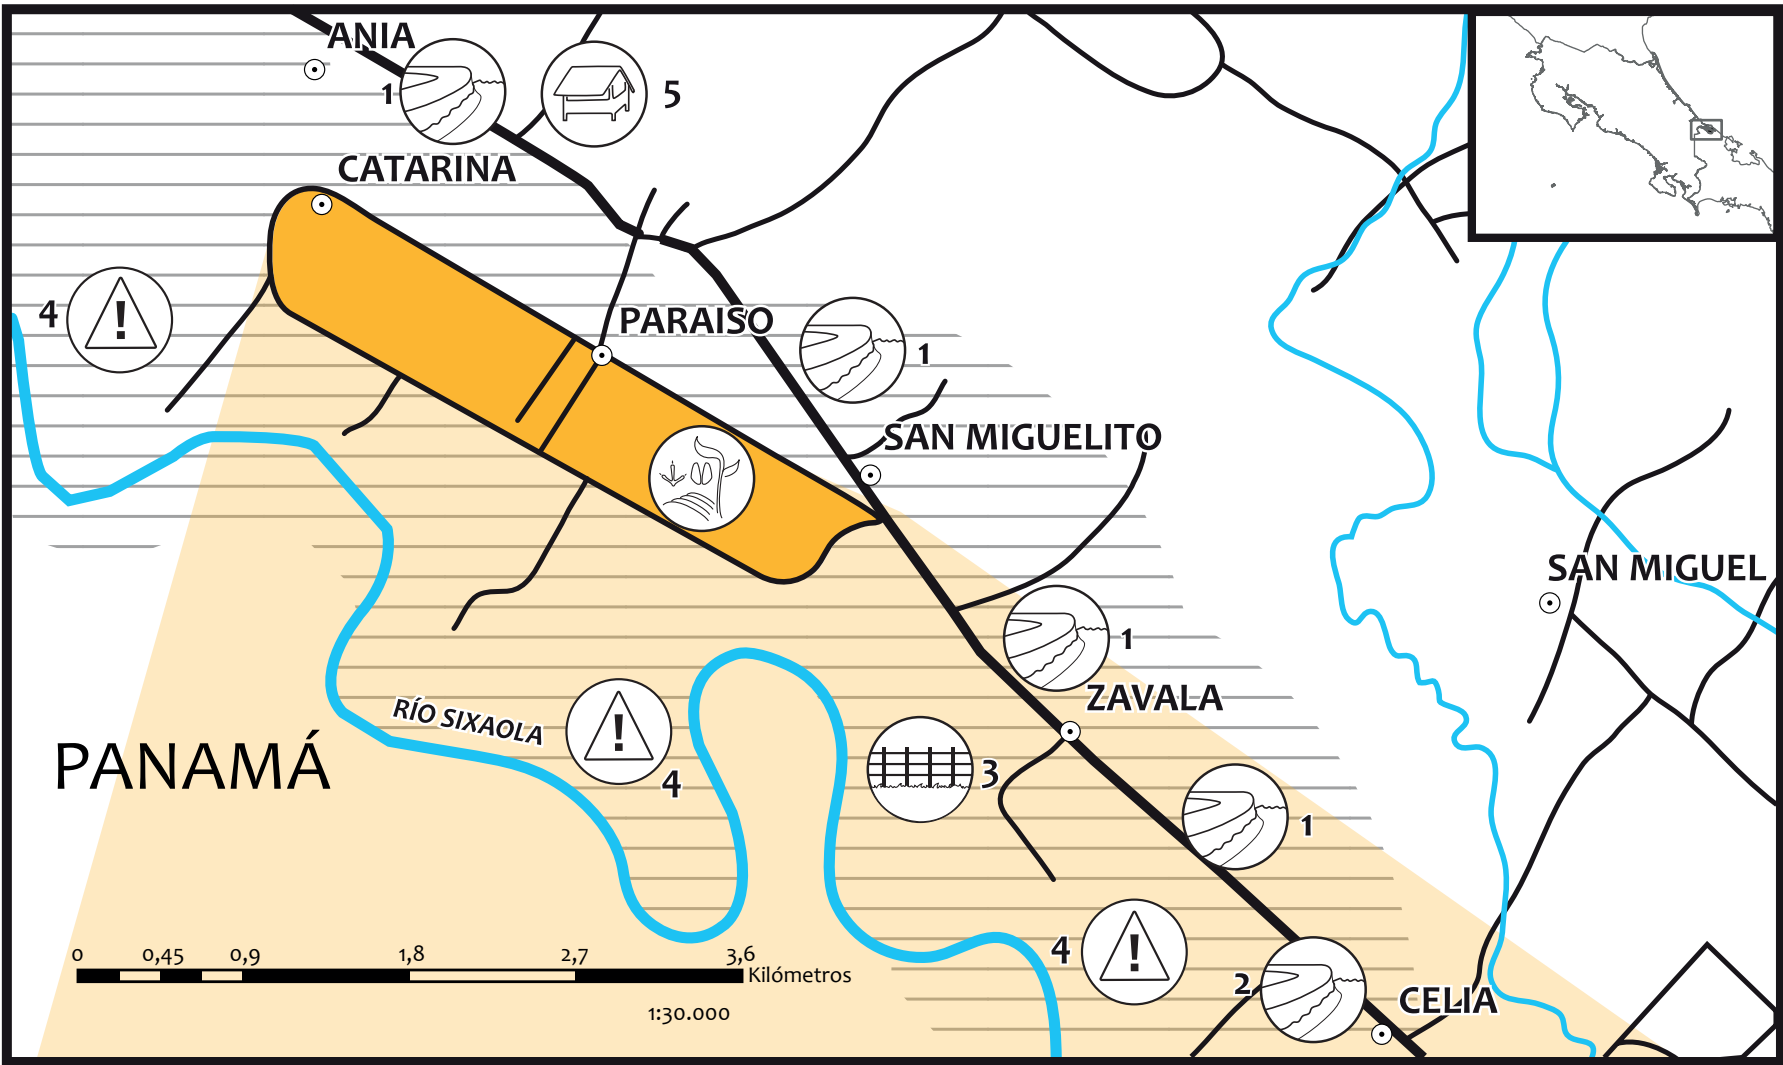 ANIA
1
5
CATARINA
4
PARAISO
1
SAN MIGUELITO
SAN MIGUEL
1
ZAVALA
RÍO SIXAOLA
4
PANAMÁ
3
1
4
2
CELIA
0 0,45 0,9 1,8 2,7 3,6
Kilómetros
1:30.000